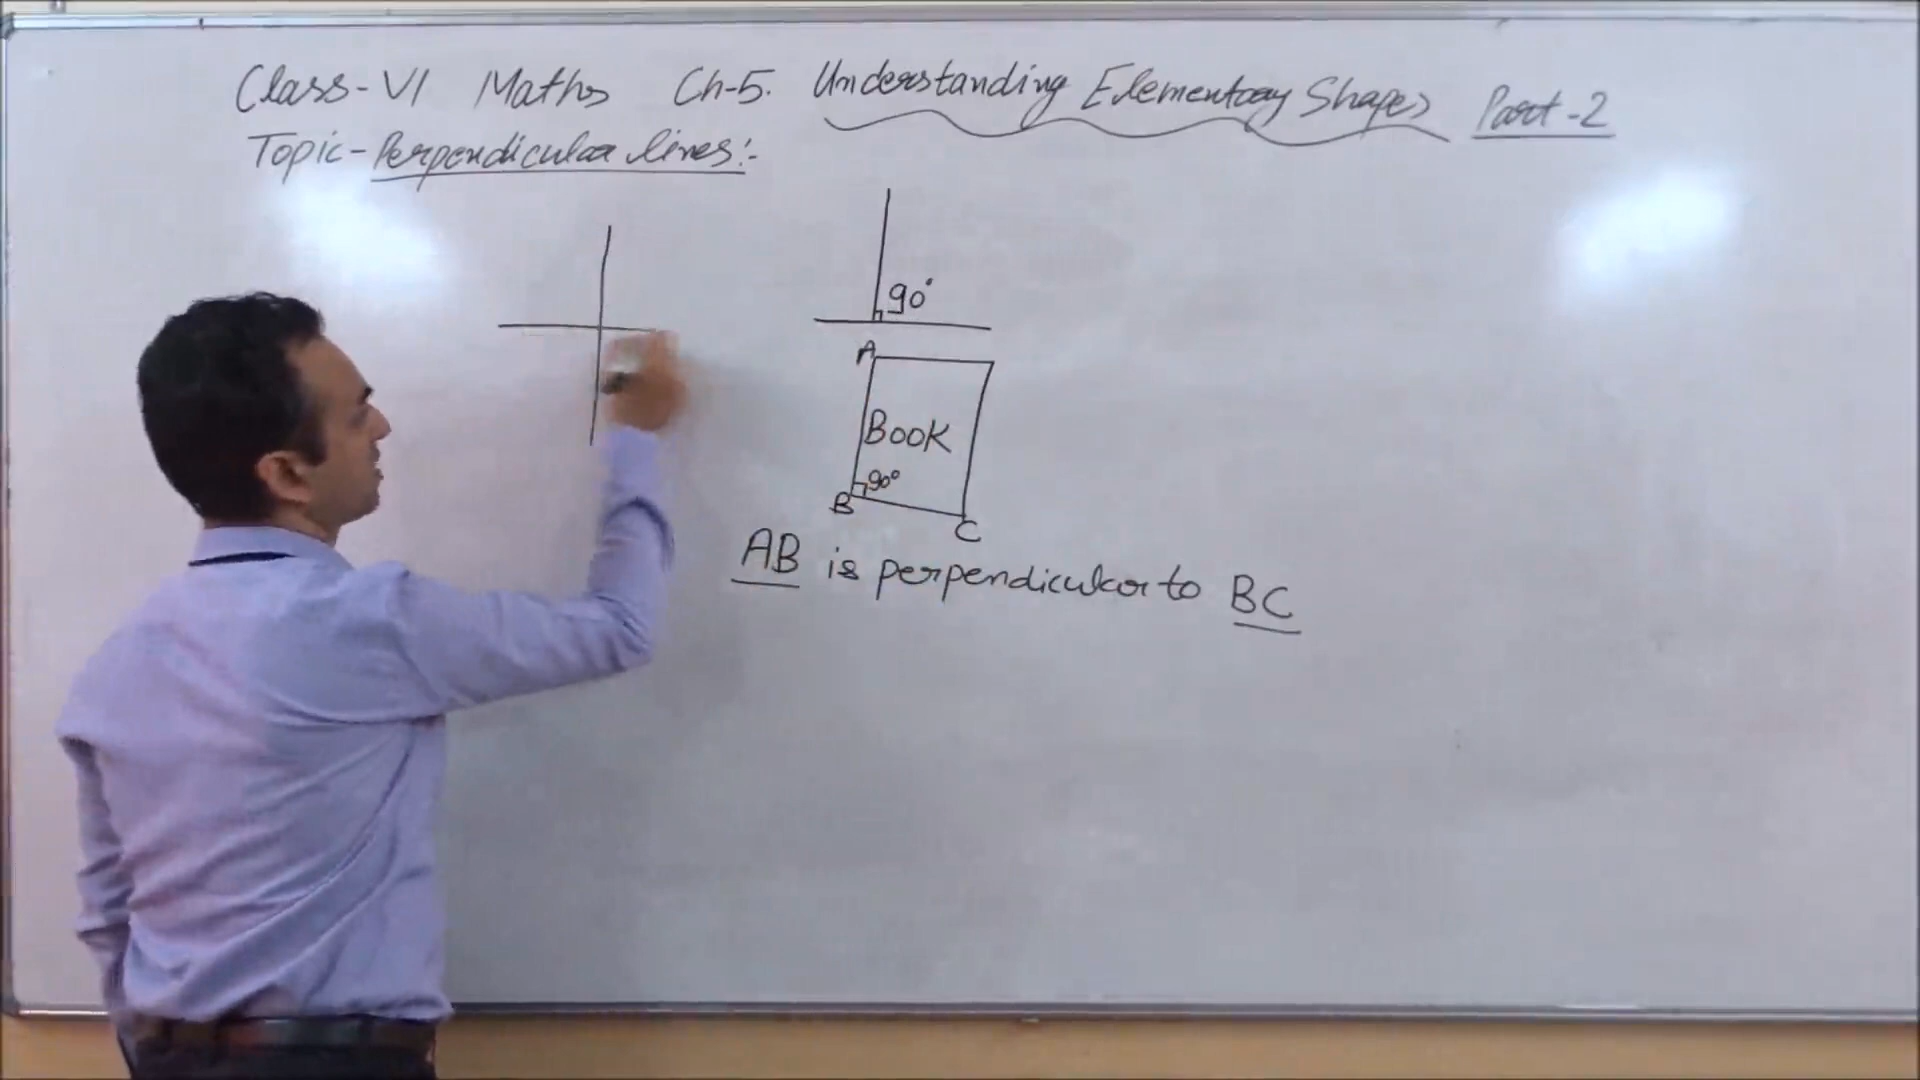 Class-VI Maths Ch-5. Understanding Elementary Shapes Part-2
Topic-Perpendicular lines:-
90°
A
Book
90°
B
C
AB is perpendicular to BC